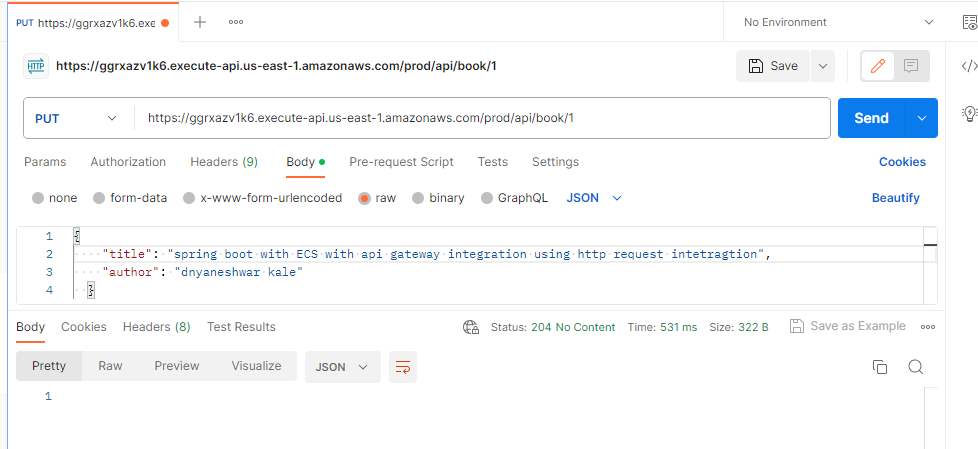 PUT https://ggrxazv1k6.exe
No Environment
HTTP https://ggrxazv1k6.execute-api.us-east-1.amazonaws.com/prod/api/book/1 Save
PUT https://ggrxazv1k6.execute-api.us-east-1.amazonaws.com/prod/api/book/1 Send
Params Authorization Headers (9) Body Pre-request Script Tests Settings Cookies
none form-data x-www-form-urlencoded raw binary GraphQL JSON Beautify
1 {
2 "title": "spring boot with ECS with api gateway integration using http request intetragtion",
3 "author": "dnyaneshwar kale"
4 }
Body Cookies Headers (8) Test Results Status: 204 No Content Time: 531 ms Size: 322 B Save as Example
Pretty Raw Preview Visualize JSON
1